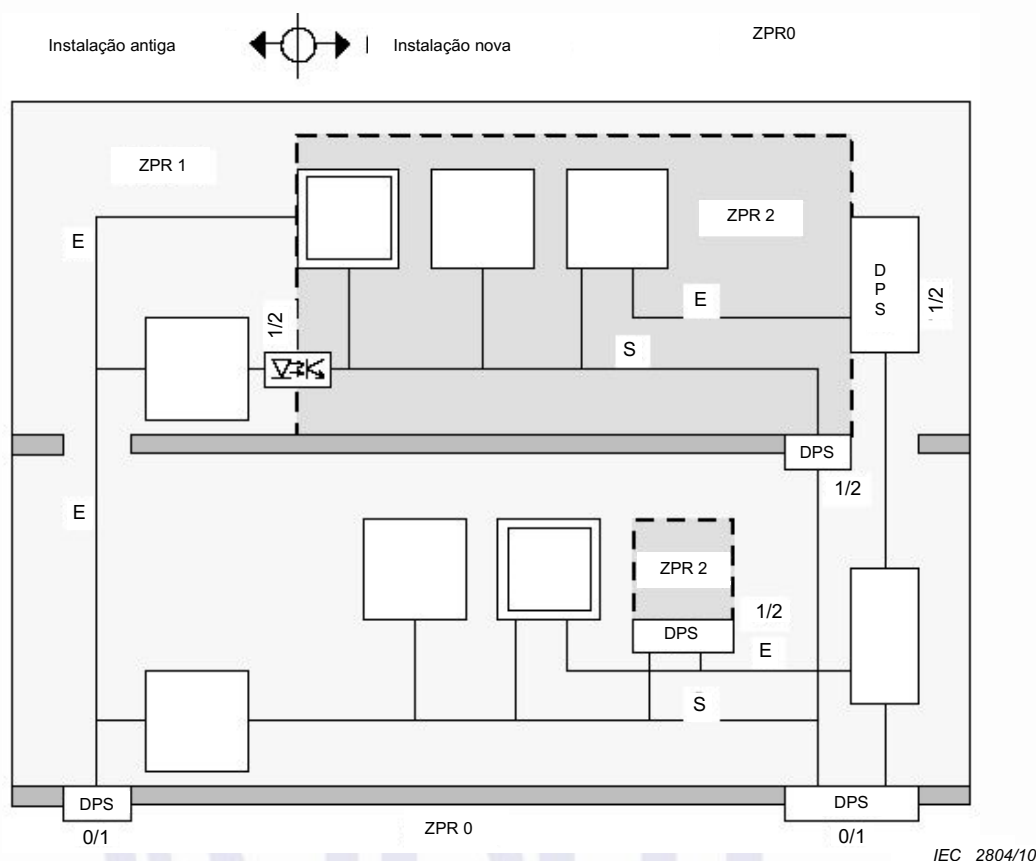 Instalação antiga
Instalação nova
ZPR0
ZPR 1
ZPR 2
E
DPS
1/2
E
1/2
S
DPS
1/2
E
ZPR 2
1/2
DPS
E
S
DPS
0/1
ZPR 0
DPS
0/1
IEC 2804/10